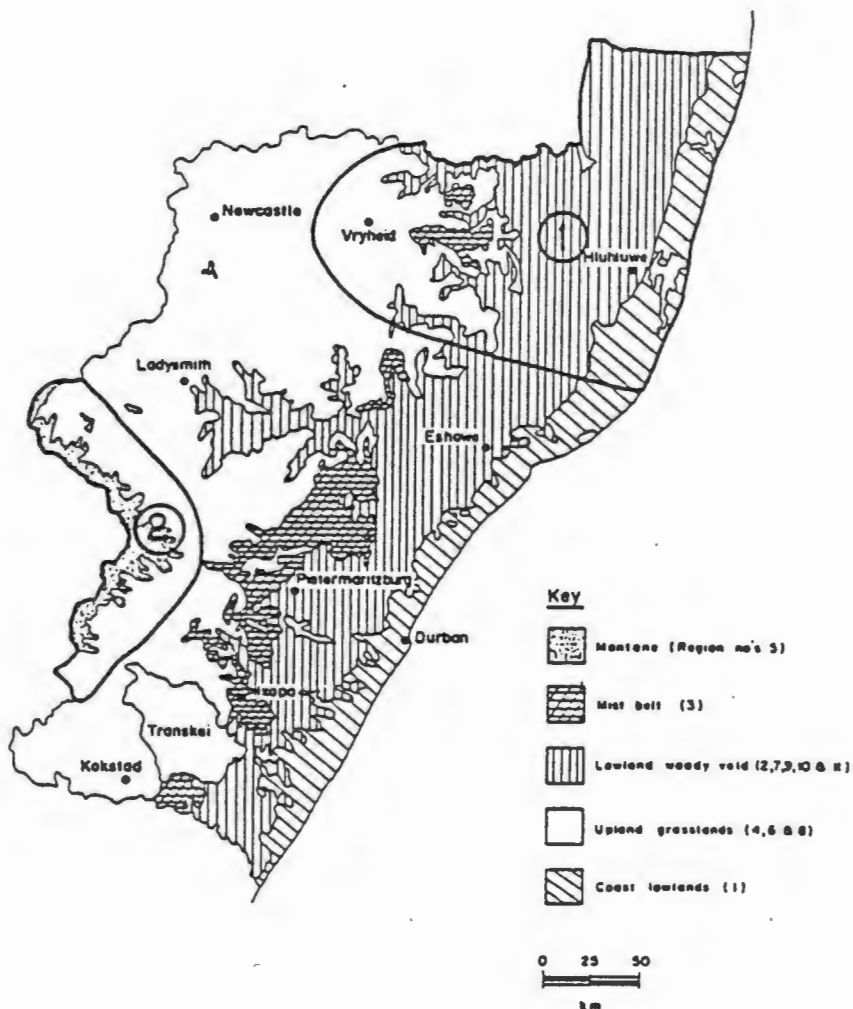 Newcastle
Vryheid
Hluhluwe
Ladysmith
Eshowe
Pietermaritzburg
Durban
Ixopo
Transkei
Kokstad
Key
Montane (Region no's 5)
Mist belt (3)
Lowland woody veld (2,7,9,10 & 11)
Upland grasslands (4,6 & 8)
Coast lowlands (1)
0 25 50
km